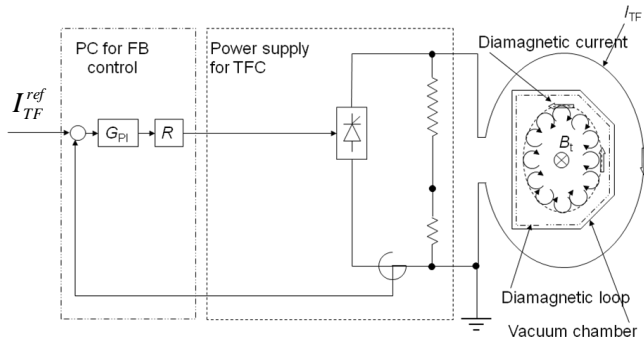 PC for FB
control
Power supply
for TFC
Diamagnetic current
I_TF
I_TF^ref
G_PI
R
B_t
Diamagnetic loop
Vacuum chamber